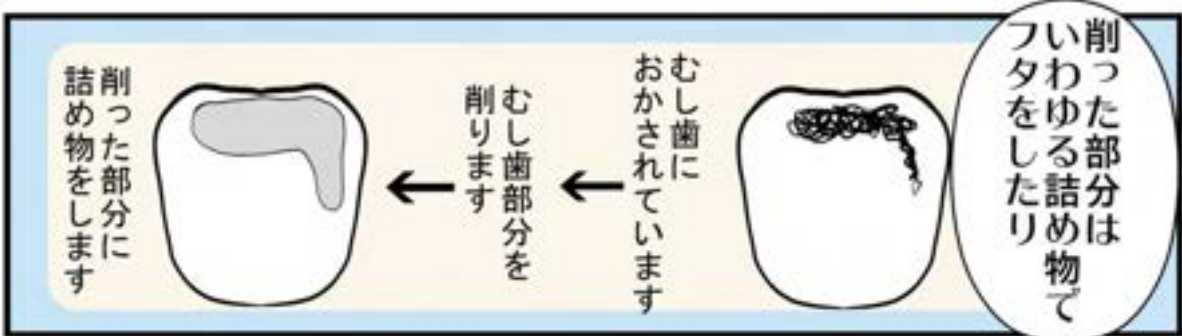 削った部分は
いわゆる詰め物で
フタをしたり
むし歯に
おかされています
むし歯部分を
削ります
削った部分に
詰め物をします